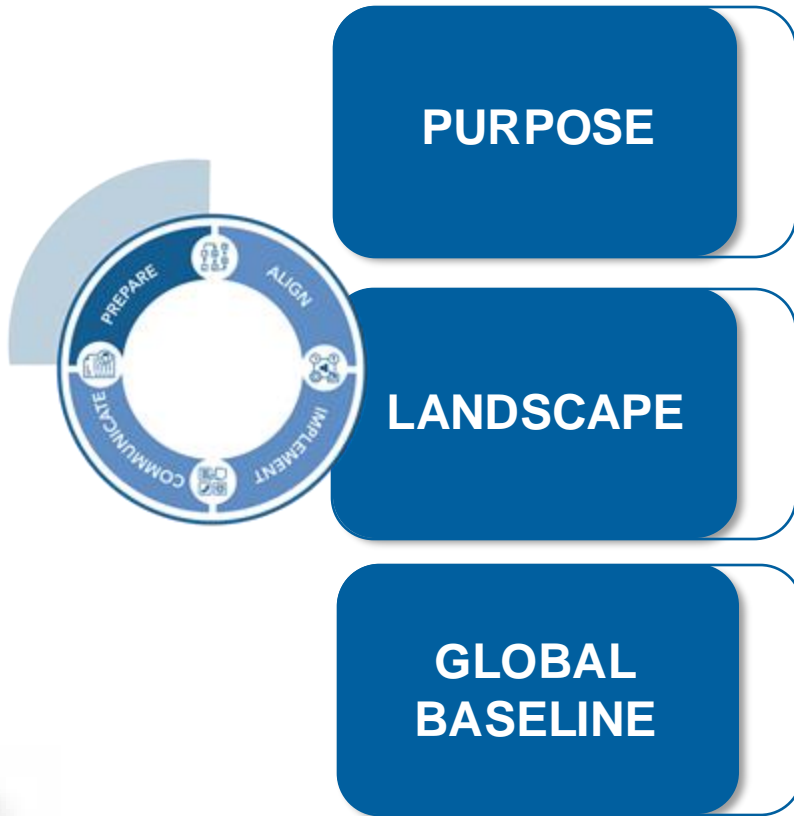 PURPOSE
PREPARE
ALIGN
LANDSCAPE
COMMUNICATE
IMPLEMENT
GLOBAL
BASELINE